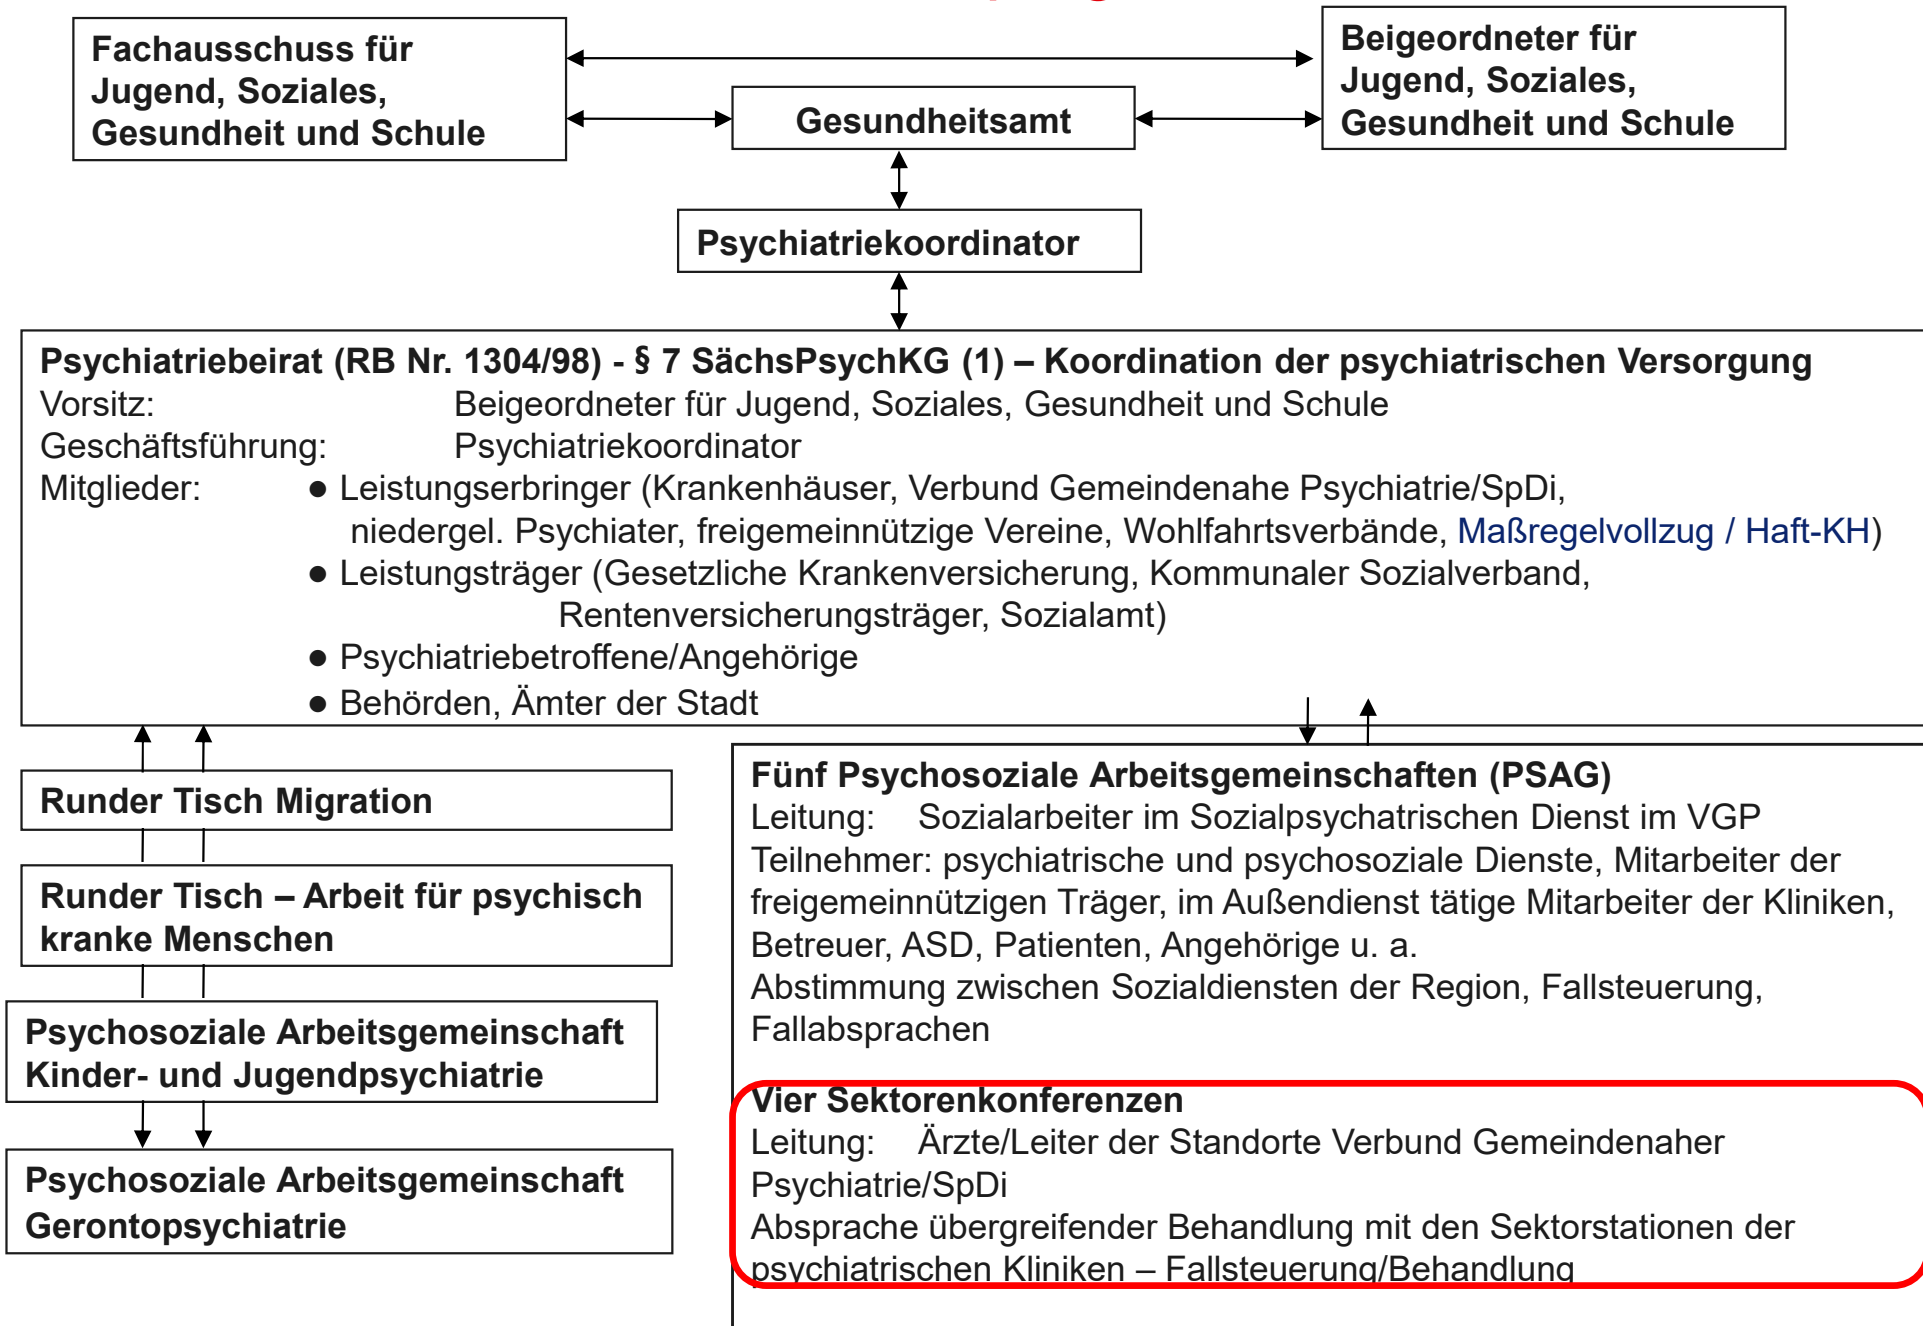 Fachausschuss für
Jugend, Soziales,
Gesundheit und Schule
Gesundheitsamt
Beigeordneter für
Jugend, Soziales,
Gesundheit und Schule
Psychiatriekoordinator
Psychiatriebeirat (RB Nr. 1304/98) - § 7 SächsPsychKG (1) – Koordination der psychiatrischen Versorgung
Vorsitz: Beigeordneter für Jugend, Soziales, Gesundheit und Schule
Geschäftsführung: Psychiatriekoordinator
Mitglieder: ● Leistungserbringer (Krankenhäuser, Verbund Gemeindenahe Psychiatrie/SpDi,
niedergel. Psychiater, freigemeinnützige Vereine, Wohlfahrtsverbände, Maßregelvollzug / Haft-KH)
● Leistungsträger (Gesetzliche Krankenversicherung, Kommunaler Sozialverband,
Rentenversicherungsträger, Sozialamt)
● Psychiatriebetroffene/Angehörige
● Behörden, Ämter der Stadt
Runder Tisch Migration
Runder Tisch – Arbeit für psychisch
kranke Menschen
Psychosoziale Arbeitsgemeinschaft
Kinder- und Jugendpsychiatrie
Psychosoziale Arbeitsgemeinschaft
Gerontopsychiatrie
Fünf Psychosoziale Arbeitsgemeinschaften (PSAG)
Leitung: Sozialarbeiter im Sozialpsychatrischen Dienst im VGP
Teilnehmer: psychiatrische und psychosoziale Dienste, Mitarbeiter der
freigemeinnützigen Träger, im Außendienst tätige Mitarbeiter der Kliniken,
Betreuer, ASD, Patienten, Angehörige u. a.
Abstimmung zwischen Sozialdiensten der Region, Fallsteuerung,
Fallabsprachen
Vier Sektorenkonferenzen
Leitung: Ärzte/Leiter der Standorte Verbund Gemeindenaher
Psychiatrie/SpDi
Absprache übergreifender Behandlung mit den Sektorstationen der
psychiatrischen Kliniken – Fallsteuerung/Behandlung